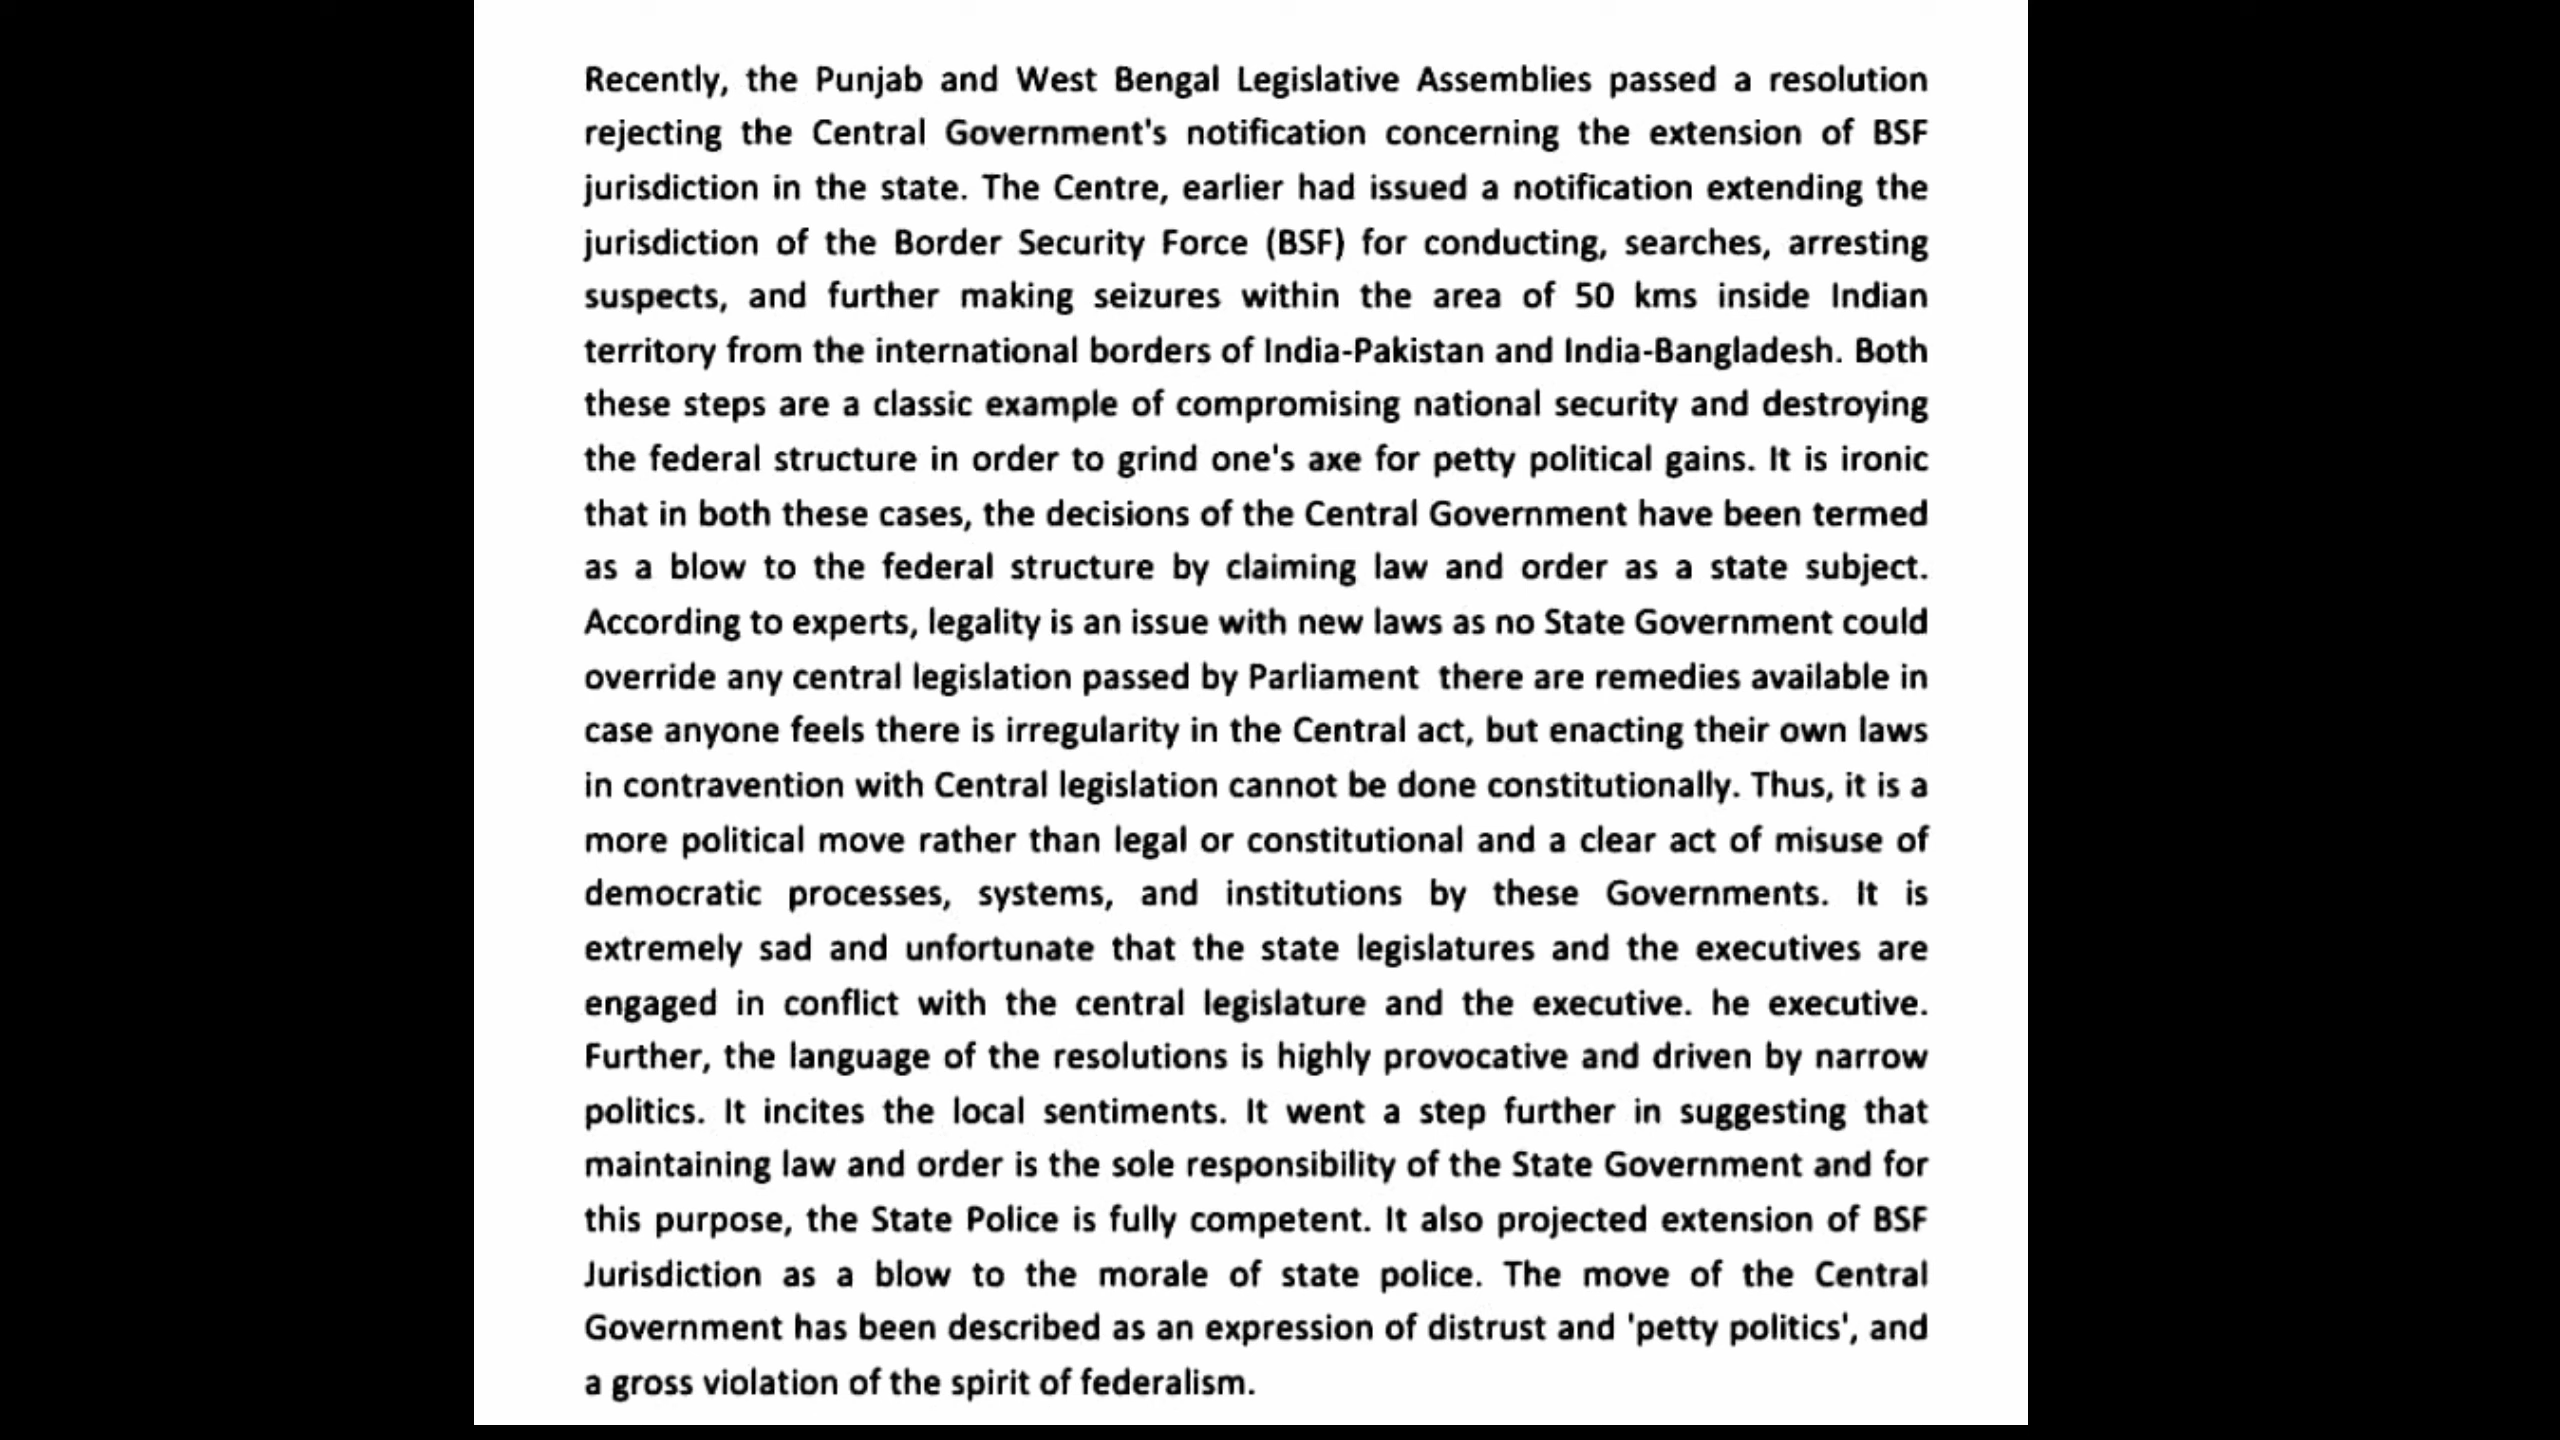 Recently, the Punjab and West Bengal Legislative Assemblies passed a resolution
rejecting the Central Government's notification concerning the extension of BSF
jurisdiction in the state. The Centre, earlier had issued a notification extending the
jurisdiction of the Border Security Force (BSF) for conducting, searches, arresting
suspects, and further making seizures within the area of 50 kms inside Indian
territory from the international borders of India-Pakistan and India-Bangladesh. Both
these steps are a classic example of compromising national security and destroying
the federal structure in order to grind one's axe for petty political gains. It is ironic
that in both these cases, the decisions of the Central Government have been termed
as a blow to the federal structure by claiming law and order as a state subject.
According to experts, legality is an issue with new laws as no State Government could
override any central legislation passed by Parliament  there are remedies available in
case anyone feels there is irregularity in the Central act, but enacting their own laws
in contravention with Central legislation cannot be done constitutionally. Thus, it is a
more political move rather than legal or constitutional and a clear act of misuse of
democratic processes, systems, and institutions by these Governments. It is
extremely sad and unfortunate that the state legislatures and the executives are
engaged in conflict with the central legislature and the executive. he executive.
Further, the language of the resolutions is highly provocative and driven by narrow
politics. It incites the local sentiments. It went a step further in suggesting that
maintaining law and order is the sole responsibility of the State Government and for
this purpose, the State Police is fully competent. It also projected extension of BSF
Jurisdiction as a blow to the morale of state police. The move of the Central
Government has been described as an expression of distrust and 'petty politics', and
a gross violation of the spirit of federalism.